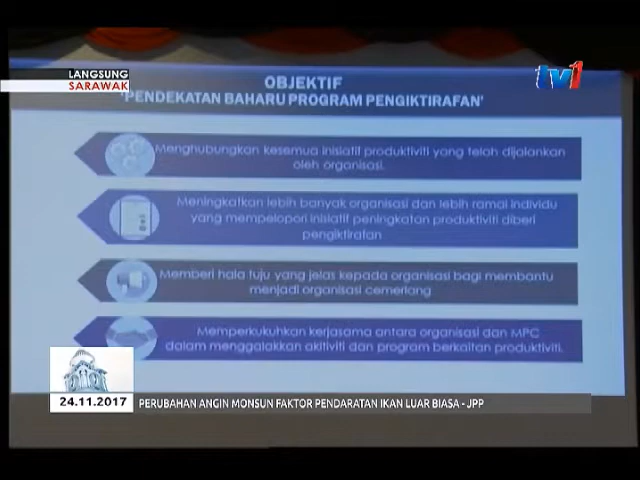 LANGSUNG
SARAWAK
tv1
OBJEKTIF
'PENDEKATAN BAHARU PROGRAM PENGIKTIRAFAN'
Menghubungkan kesemua inisiatif produktiviti yang telah dijalankan
oleh organisasi.
Meningkatkan lebih banyak organisasi dan lebih ramai individu
yang mempelopori inisiatif peningkatan produktiviti diberi
pengiktirafan
Memberi hala tuju yang jelas kepada organisasi bagi membantu
menjadi organisasi cemerlang
Memperkukuhkan kerjasama antara organisasi dan MPC
dalam menggalakkan akitiviti dan program berkaitan produktiviti.
24.11.2017
PERUBAHAN ANGIN MONSUN FAKTOR PENDARATAN IKAN LUAR BIASA - JPP